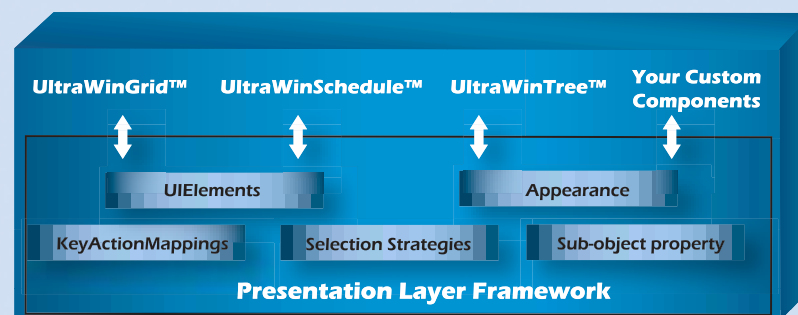 UltraWinGrid™
UltraWinSchedule™
UltraWinTree™
Your Custom
Components
UIElements
Appearance
KeyActionMappings
Selection Strategies
Sub-object property
Presentation Layer Framework